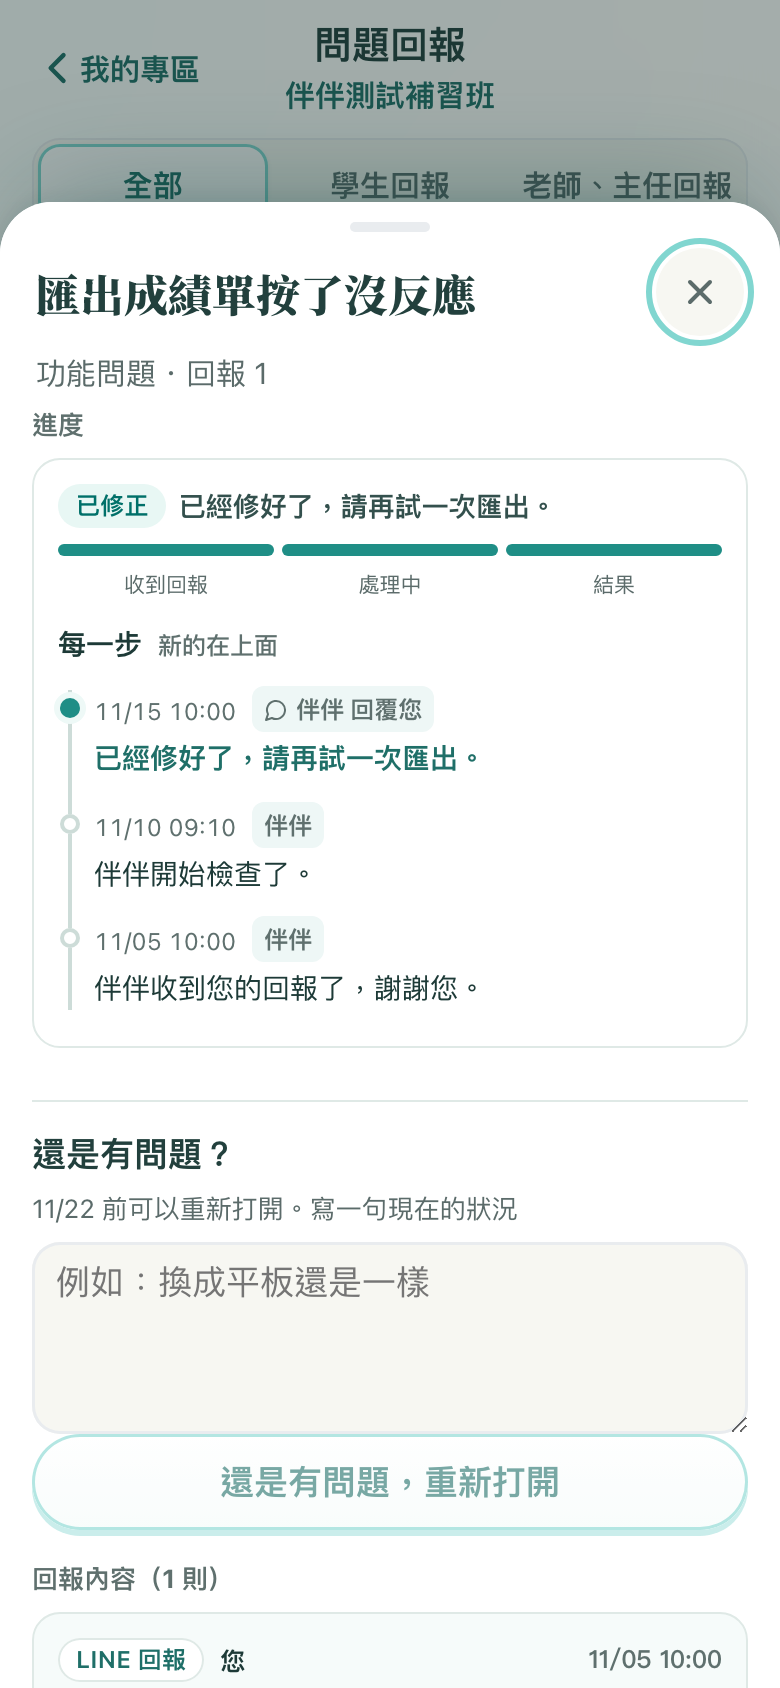 問題回報
我的專區
伴伴測試補習班
全部
學生回報
老師、主任回報
匯出成績單按了沒反應
功能問題・回報 1
進度
已修正 已經修好了，請再試一次匯出。
收到回報
處理中
結果
每一步 新的在上面
11/15 10:00 伴伴 回覆您
已經修好了，請再試一次匯出。
11/10 09:10 伴伴
伴伴開始檢查了。
11/05 10:00 伴伴
伴伴收到您的回報了，謝謝您。
還是有問題？
11/22 前可以重新打開。寫一句現在的狀況
例如：換成平板還是一樣
還是有問題，重新打開
回報內容（1 則）
LINE 回報 您 11/05 10:00